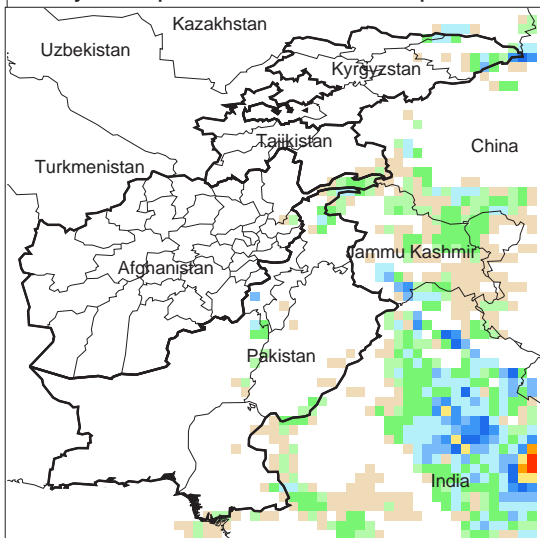 Kazakhstan
Uzbekistan
Kyrgyzstan
Tajikistan
China
Turkmenistan
Jammu Kashmir
Afghanistan
Pakistan
India